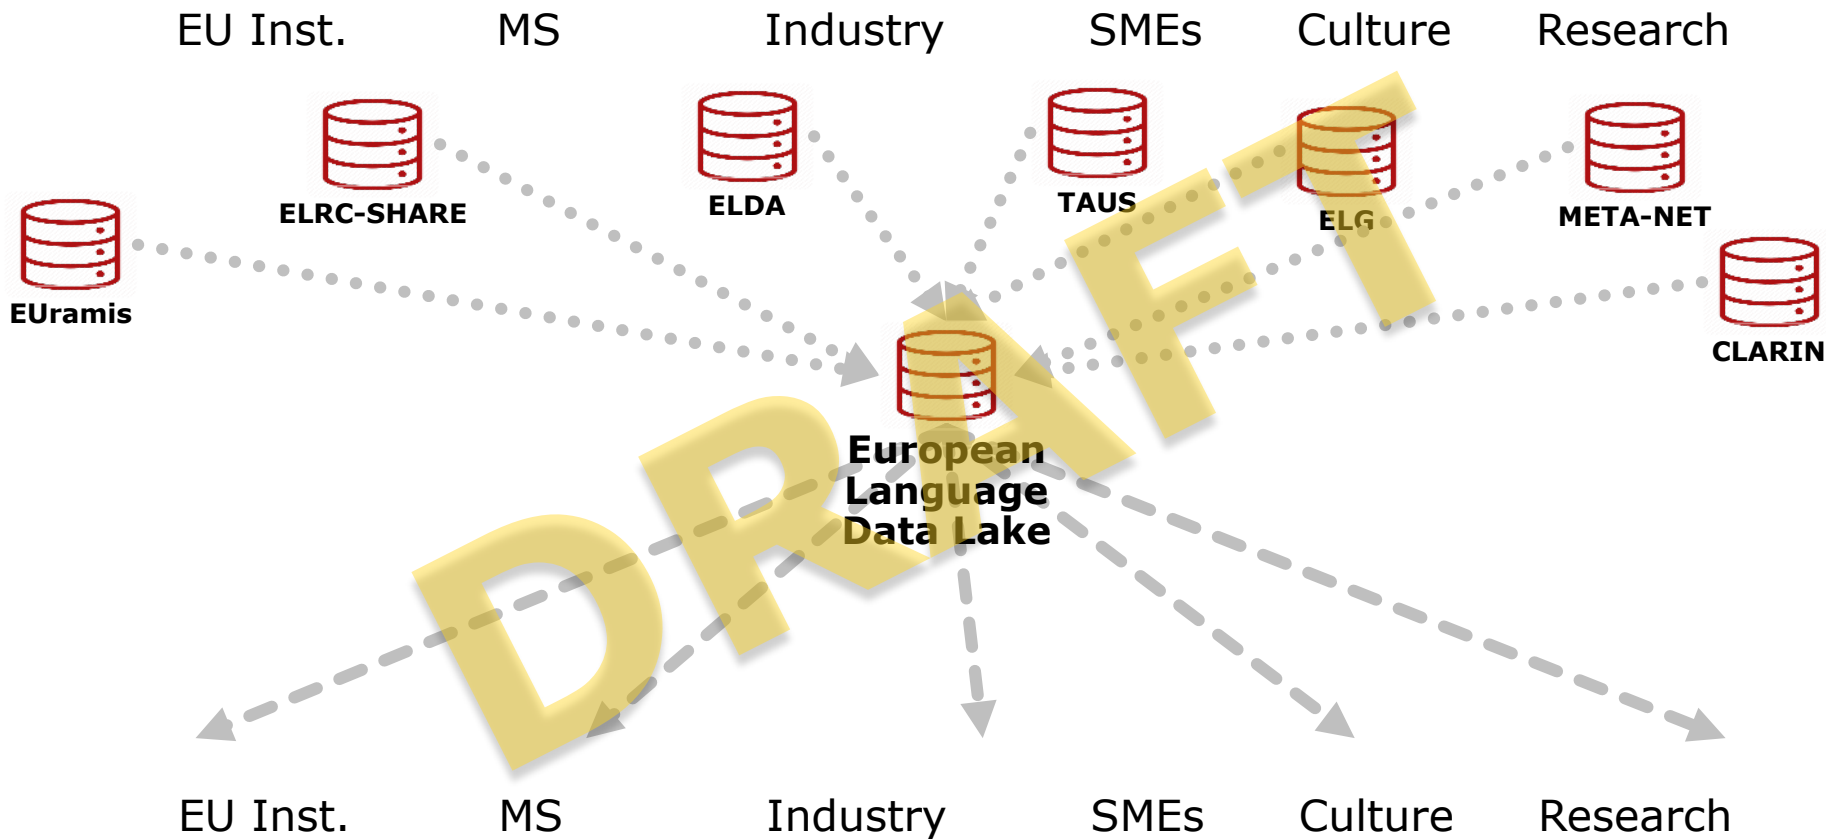 EU Inst. MS Industry SMEs Culture Research
ELRC-SHARE ELDA TAUS ELG META-NET
EUramis
CLARIN
European
Language
Data Lake
DRAFT
EU Inst. MS Industry SMEs Culture Research